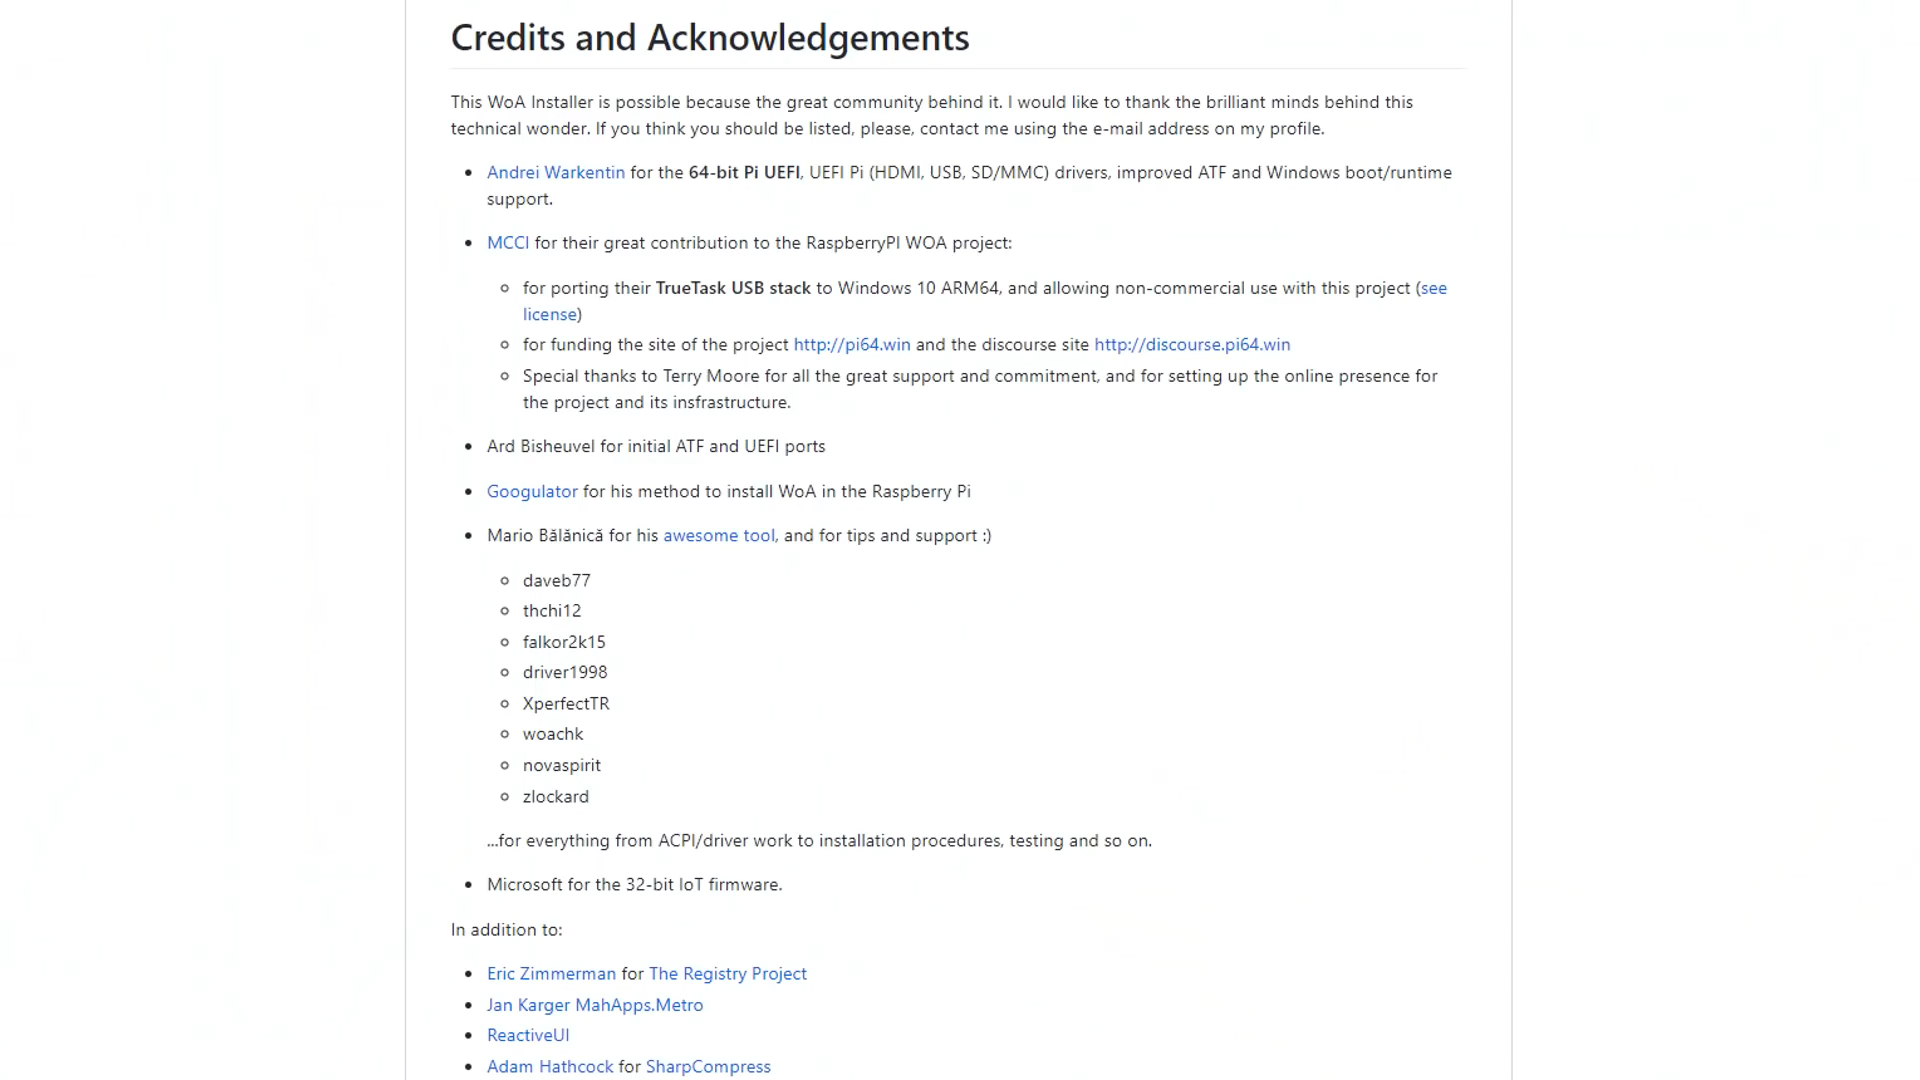 Credits and Acknowledgements
This WoA Installer is possible because the great community behind it. I would like to thank the brilliant minds behind this
technical wonder. If you think you should be listed, please, contact me using the e-mail address on my profile.
Andrei Warkentin for the 64-bit Pi UEFI, UEFI Pi (HDMI, USB, SD/MMC) drivers, improved ATF and Windows boot/runtime
support.
MCCI for their great contribution to the RaspberryPI WOA project:
for porting their TrueTask USB stack to Windows 10 ARM64, and allowing non-commercial use with this project (see
license)
for funding the site of the project http://pi64.win and the discourse site http://discourse.pi64.win
Special thanks to Terry Moore for all the great support and commitment, and for setting up the online presence for
the project and its insfrastructure.
Ard Bisheuvel for initial ATF and UEFI ports
Googulator for his method to install WoA in the Raspberry Pi
Mario Bălănică for his awesome tool, and for tips and support :)
daveb77
thchi12
falkor2k15
driver1998
XperfectTR
woachk
novaspirit
zlockard
...for everything from ACPI/driver work to installation procedures, testing and so on.
Microsoft for the 32-bit IoT firmware.
In addition to:
Eric Zimmerman for The Registry Project
Jan Karger MahApps.Metro
ReactiveUI
Adam Hathcock for SharpCompress